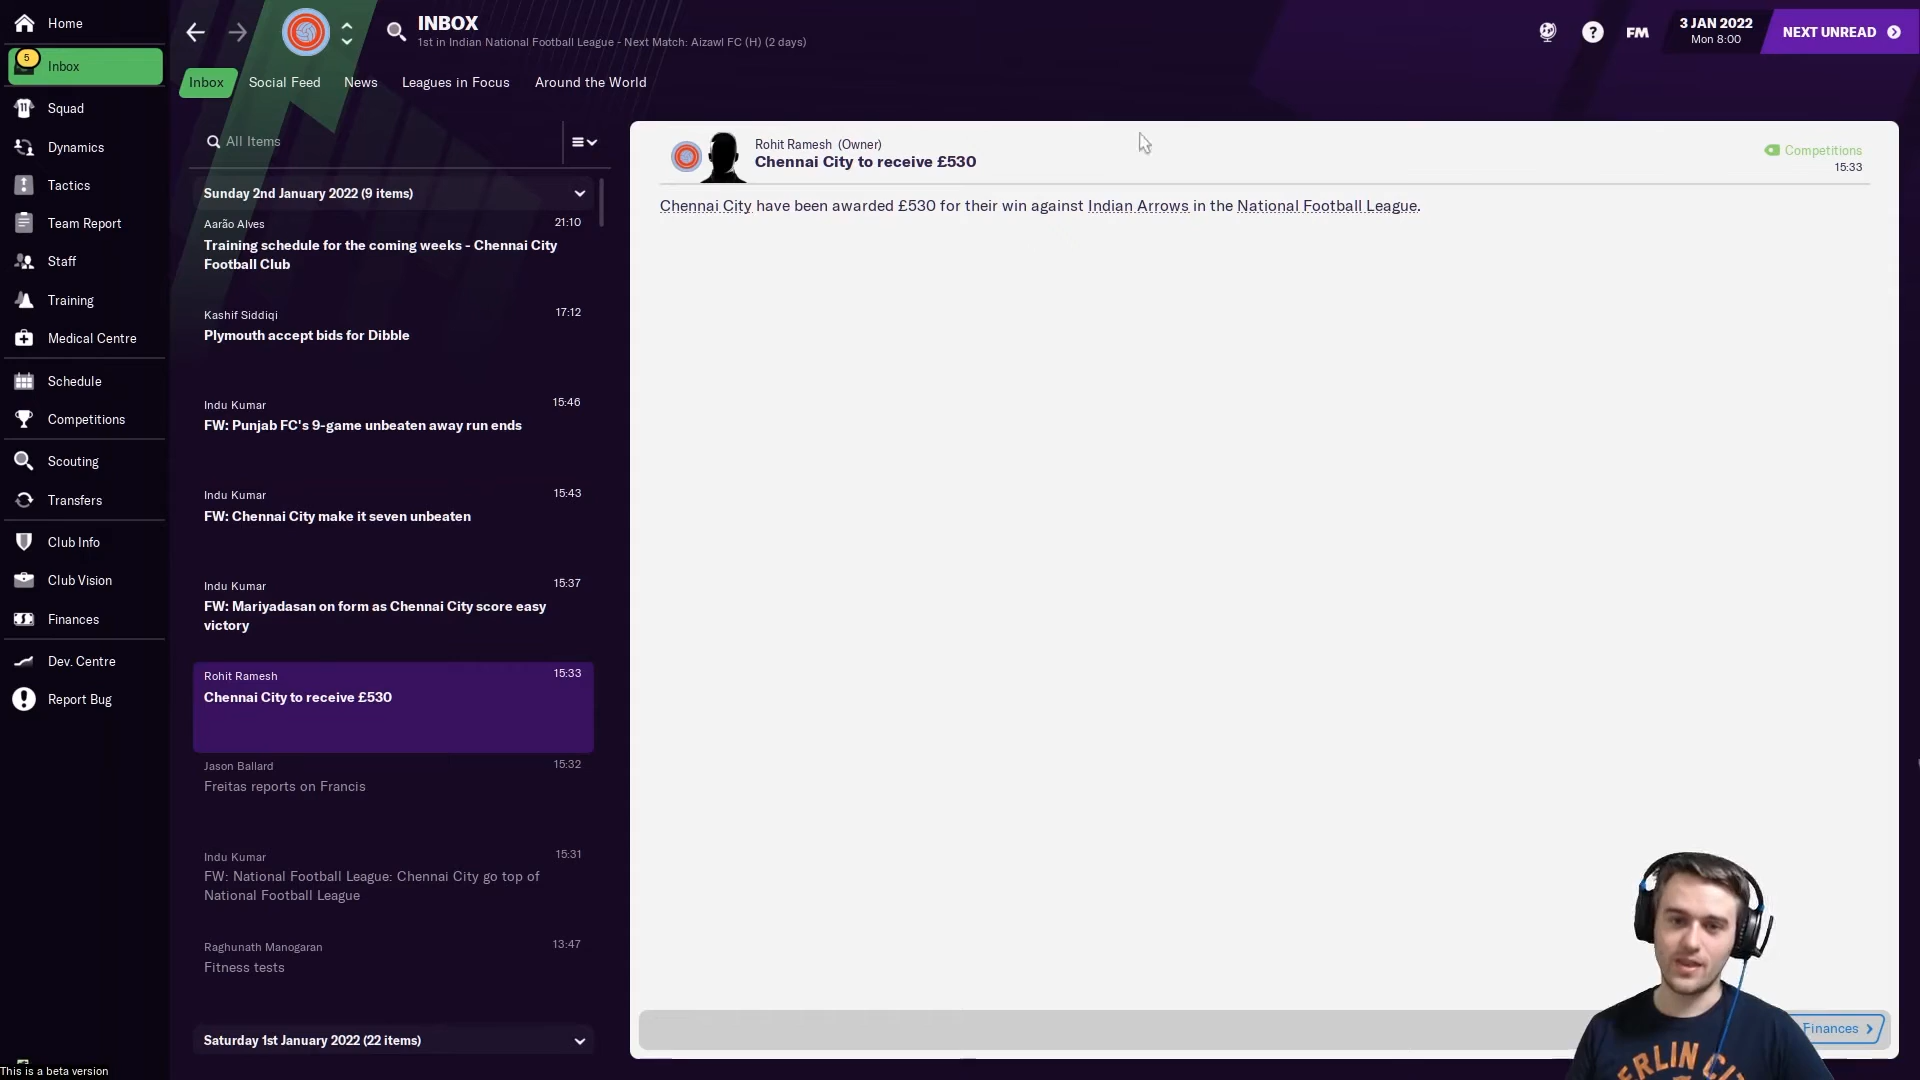 Home
5
Inbox
Squad
Dynamics
Tactics
Team Report
Staff
Training
Medical Centre
Schedule
Competitions
Scouting
Transfers
Club Info
Club Vision
Finances
Dev. Centre
Report Bug
This is a beta version
INBOX
1st in Indian National Football League - Next Match: Aizawl FC (H) (2 days)
FM
3 JAN 2022
Mon 8:00
NEXT UNREAD
Inbox
Social Feed
News
Leagues in Focus
Around the World
All Items
Sunday 2nd January 2022 (9 items)
Aarão Alves 21:10
Training schedule for the coming weeks - Chennai City
Football Club
Kashif Siddiqi 17:12
Plymouth accept bids for Dibble
Indu Kumar 15:46
FW: Punjab FC's 9-game unbeaten away run ends
Indu Kumar 15:43
FW: Chennai City make it seven unbeaten
Indu Kumar 15:37
FW: Mariyadasan on form as Chennai City score easy
victory
Rohit Ramesh 15:33
Chennai City to receive £530
Jason Ballard 15:32
Freitas reports on Francis
Indu Kumar 15:31
FW: National Football League: Chennai City go top of
National Football League
Raghunath Manogaran 13:47
Fitness tests
Saturday 1st January 2022 (22 items)
Rohit Ramesh (Owner)
Chennai City to receive £530
Competitions
15:33
Chennai City have been awarded £530 for their win against Indian Arrows in the National Football League.
Finances
ERLIN CI